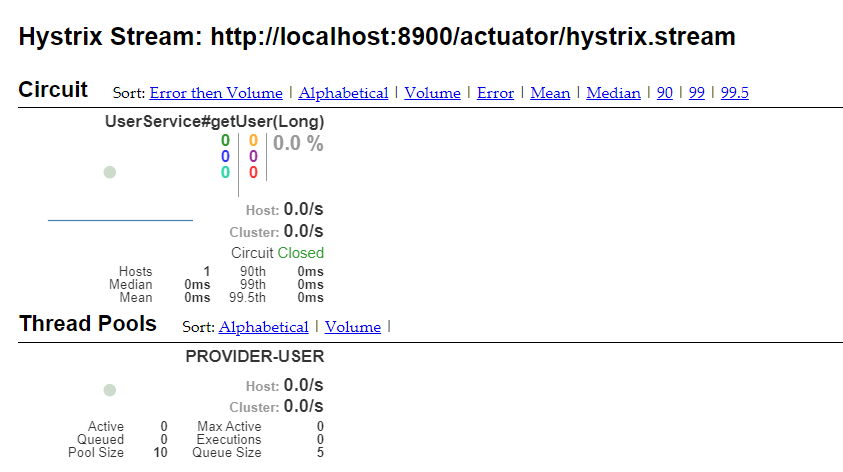 Hystrix Stream: http://localhost:8900/actuator/hystrix.stream
Circuit Sort: Error then Volume | Alphabetical | Volume | Error | Mean | Median | 90 | 99 | 99.5
UserService#getUser(Long)
0 0 0.0 %
0 0
0 0
Host: 0.0/s
Cluster: 0.0/s
Circuit Closed
Hosts 1 90th 0ms
Median 0ms 99th 0ms
Mean 0ms 99.5th 0ms
Thread Pools Sort: Alphabetical | Volume |
PROVIDER-USER
Host: 0.0/s
Cluster: 0.0/s
Active 0 Max Active 0
Queued 0 Executions 0
Pool Size 10 Queue Size 5